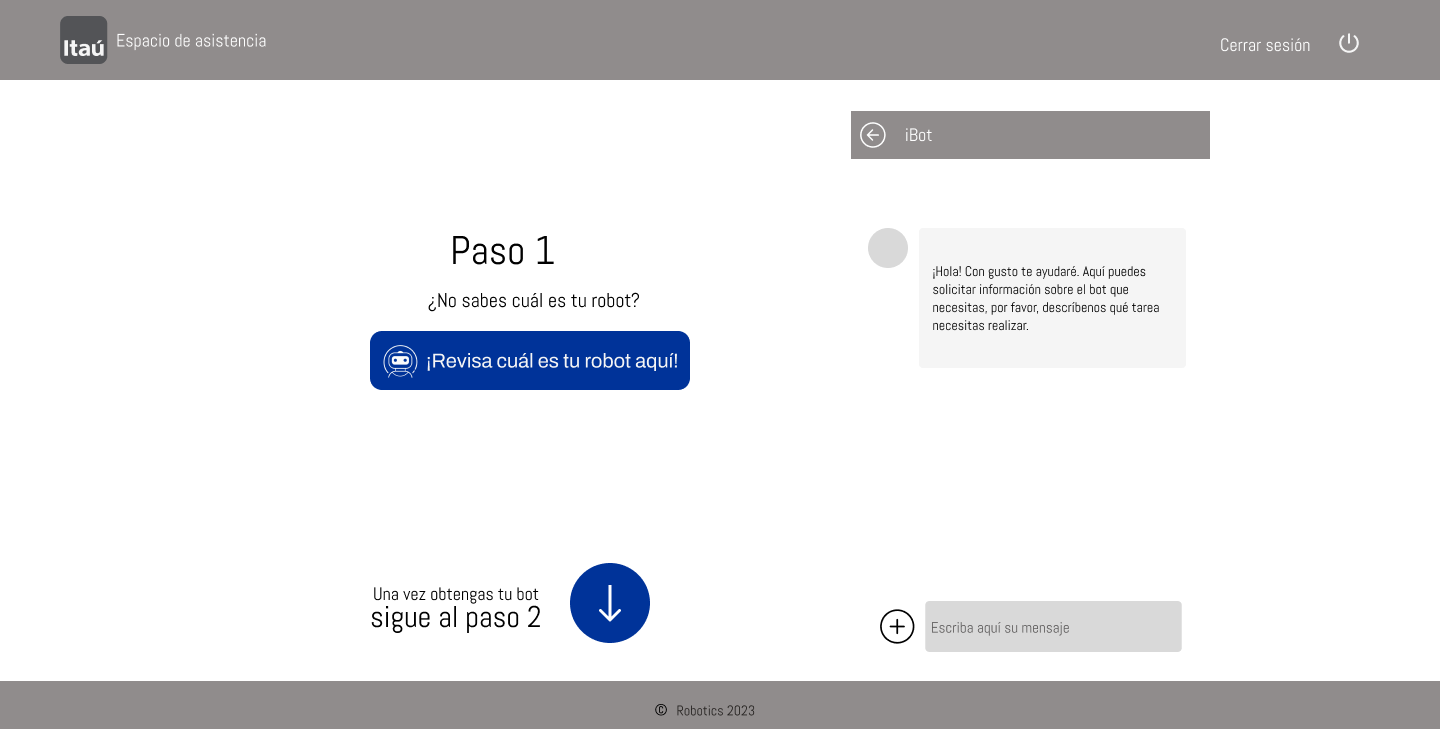 Itaú
Espacio de asistencia
Cerrar sesión
iBot
Paso 1
¿No sabes cuál es tu robot?
¡Revisa cuál es tu robot aquí!
¡Hola! Con gusto te ayudaré. Aquí puedes
solicitar información sobre el bot que
necesitas, por favor, descríbenos qué tarea
necesitas realizar.
Una vez obtengas tu bot
sigue al paso 2
Escriba aquí su mensaje
© Robotics 2023